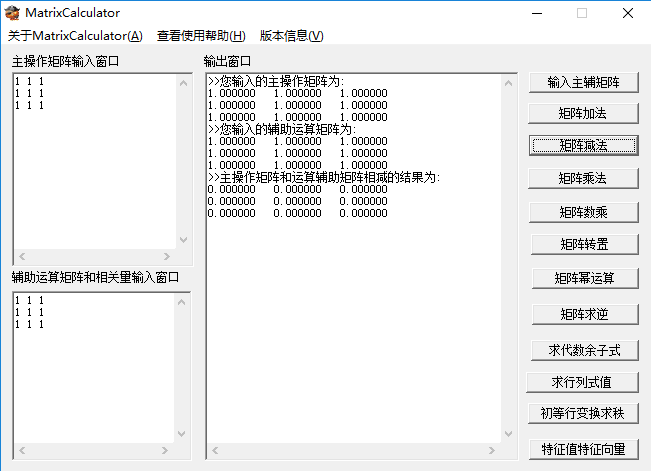 MatrixCalculator
关于MatrixCalculator(A) 查看使用帮助(H) 版本信息(V)
主操作矩阵输入窗口
1 1 1
1 1 1
1 1 1
辅助运算矩阵和相关量输入窗口
1 1 1
1 1 1
1 1 1
输出窗口
>>您输入的主操作矩阵为:
1.000000 1.000000 1.000000
1.000000 1.000000 1.000000
1.000000 1.000000 1.000000
>>您输入的辅助运算矩阵为:
1.000000 1.000000 1.000000
1.000000 1.000000 1.000000
1.000000 1.000000 1.000000
>>主操作矩阵和运算辅助矩阵相减的结果为:
0.000000 0.000000 0.000000
0.000000 0.000000 0.000000
0.000000 0.000000 0.000000
输入主辅矩阵
矩阵加法
矩阵减法
矩阵乘法
矩阵数乘
矩阵转置
矩阵幂运算
矩阵求逆
求代数余子式
求行列式值
初等行变换求秩
特征值特征向量